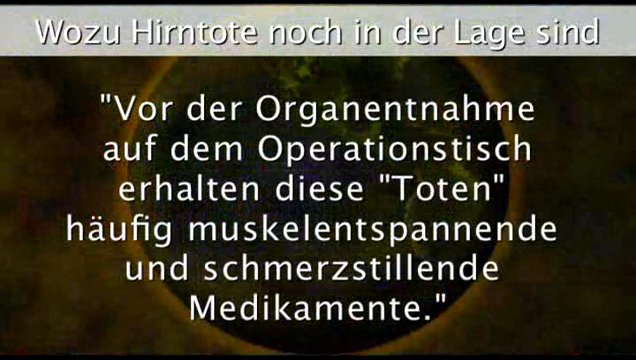 Wozu Hirntote noch in der Lage sind
"Vor der Organentnahme
auf dem Operationstisch
erhalten diese "Toten"
häufig muskelentspannende
und schmerzstillende
Medikamente."